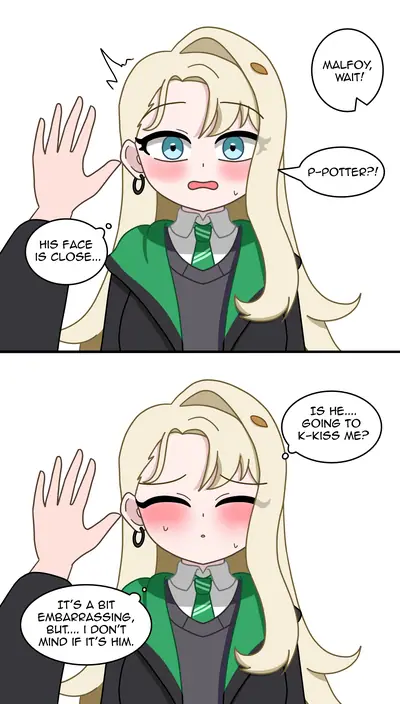 MALFOY,
WAIT!
P-POTTER?!
HIS FACE
IS CLOSE...
IS HE....
GOING TO
K-KISS ME?
IT'S A BIT
EMBARRASSING,
BUT.... I DON'T
MIND IF IT'S HIM.